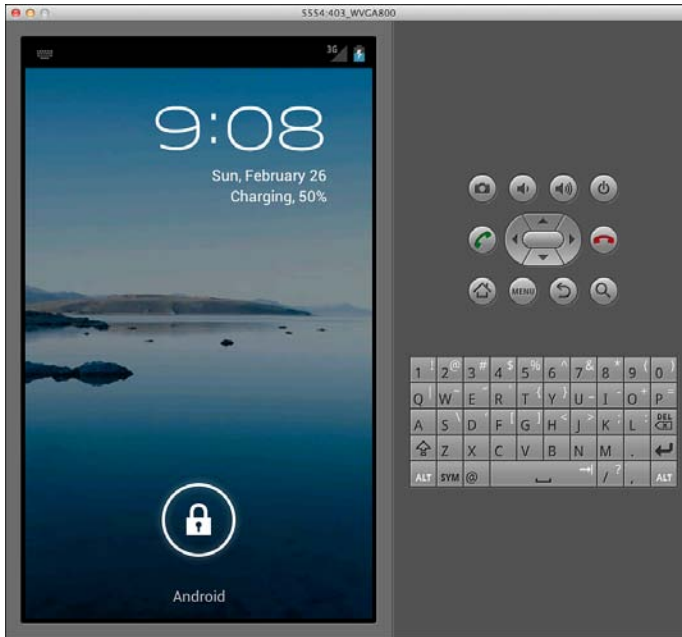 5554:403_WVGA800
3G
9:08
Sun, February 26
Charging, 50%
Android
MENU
1 ! 2 @ 3 # 4 $ 5 % 6 ^ 7 & 8 * 9 ( 0 )
Q | W ~ E " R ` T { Y } U _ I - O + P =
A S \ D ' F [ G ] H < J > K ; L : DEL
Z X C V B N M .
ALT SYM @ / ? , ALT